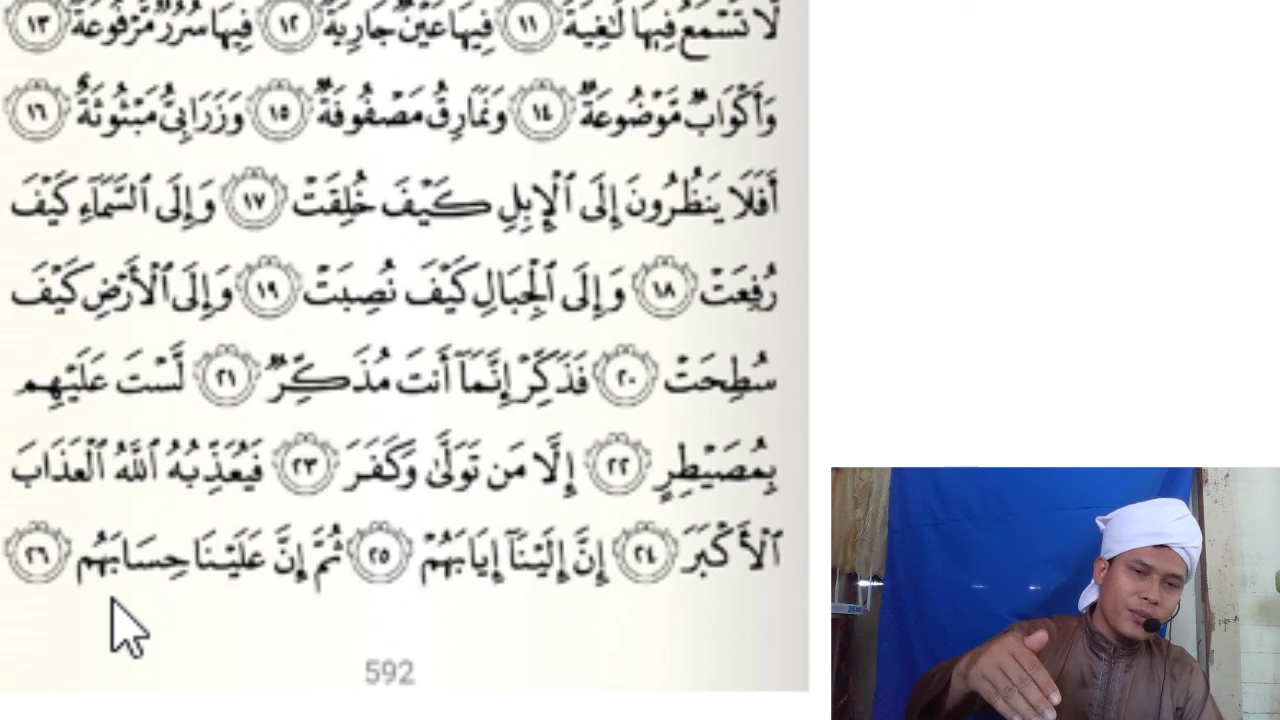 لَّا تَسْمَعُ فِيهَا لَٰغِيَةً ١١ فِيهَا عَيْنٌ جَارِيَةٌ ١٢ فِيهَا سُرُرٌ مَّرْفُوعَةٌ ١٣
وَأَكْوَابٌ مَّوْضُوعَةٌ ١٤ وَنَمَارِقُ مَصْفُوفَةٌ ١٥ وَزَرَابِيُّ مَبْثُوثَةٌ ١٦
أَفَلَا يَنظُرُونَ إِلَى ٱلْإِبِلِ كَيْفَ خُلِقَتْ ١٧ وَإِلَى ٱلسَّمَآءِ كَيْفَ
رُفِعَتْ ١٨ وَإِلَى ٱلْجِبَالِ كَيْفَ نُصِبَتْ ١٩ وَإِلَى ٱلْأَرْضِ كَيْفَ
سُطِحَتْ ٢٠ فَذَكِّرْ إِنَّمَآ أَنتَ مُذَكِّرٌ ٢١ لَّسْتَ عَلَيْهِم
بِمُصَيْطِرٍ ٢٢ إِلَّا مَن تَوَلَّىٰ وَكَفَرَ ٢٣ فَيُعَذِّبُهُ ٱللَّهُ ٱلْعَذَابَ
ٱلْأَكْبَرَ ٢٤ إِنَّ إِلَيْنَآ إِيَابَهُمْ ٢٥ ثُمَّ إِنَّ عَلَيْنَا حِسَابَهُم ٢٦
592